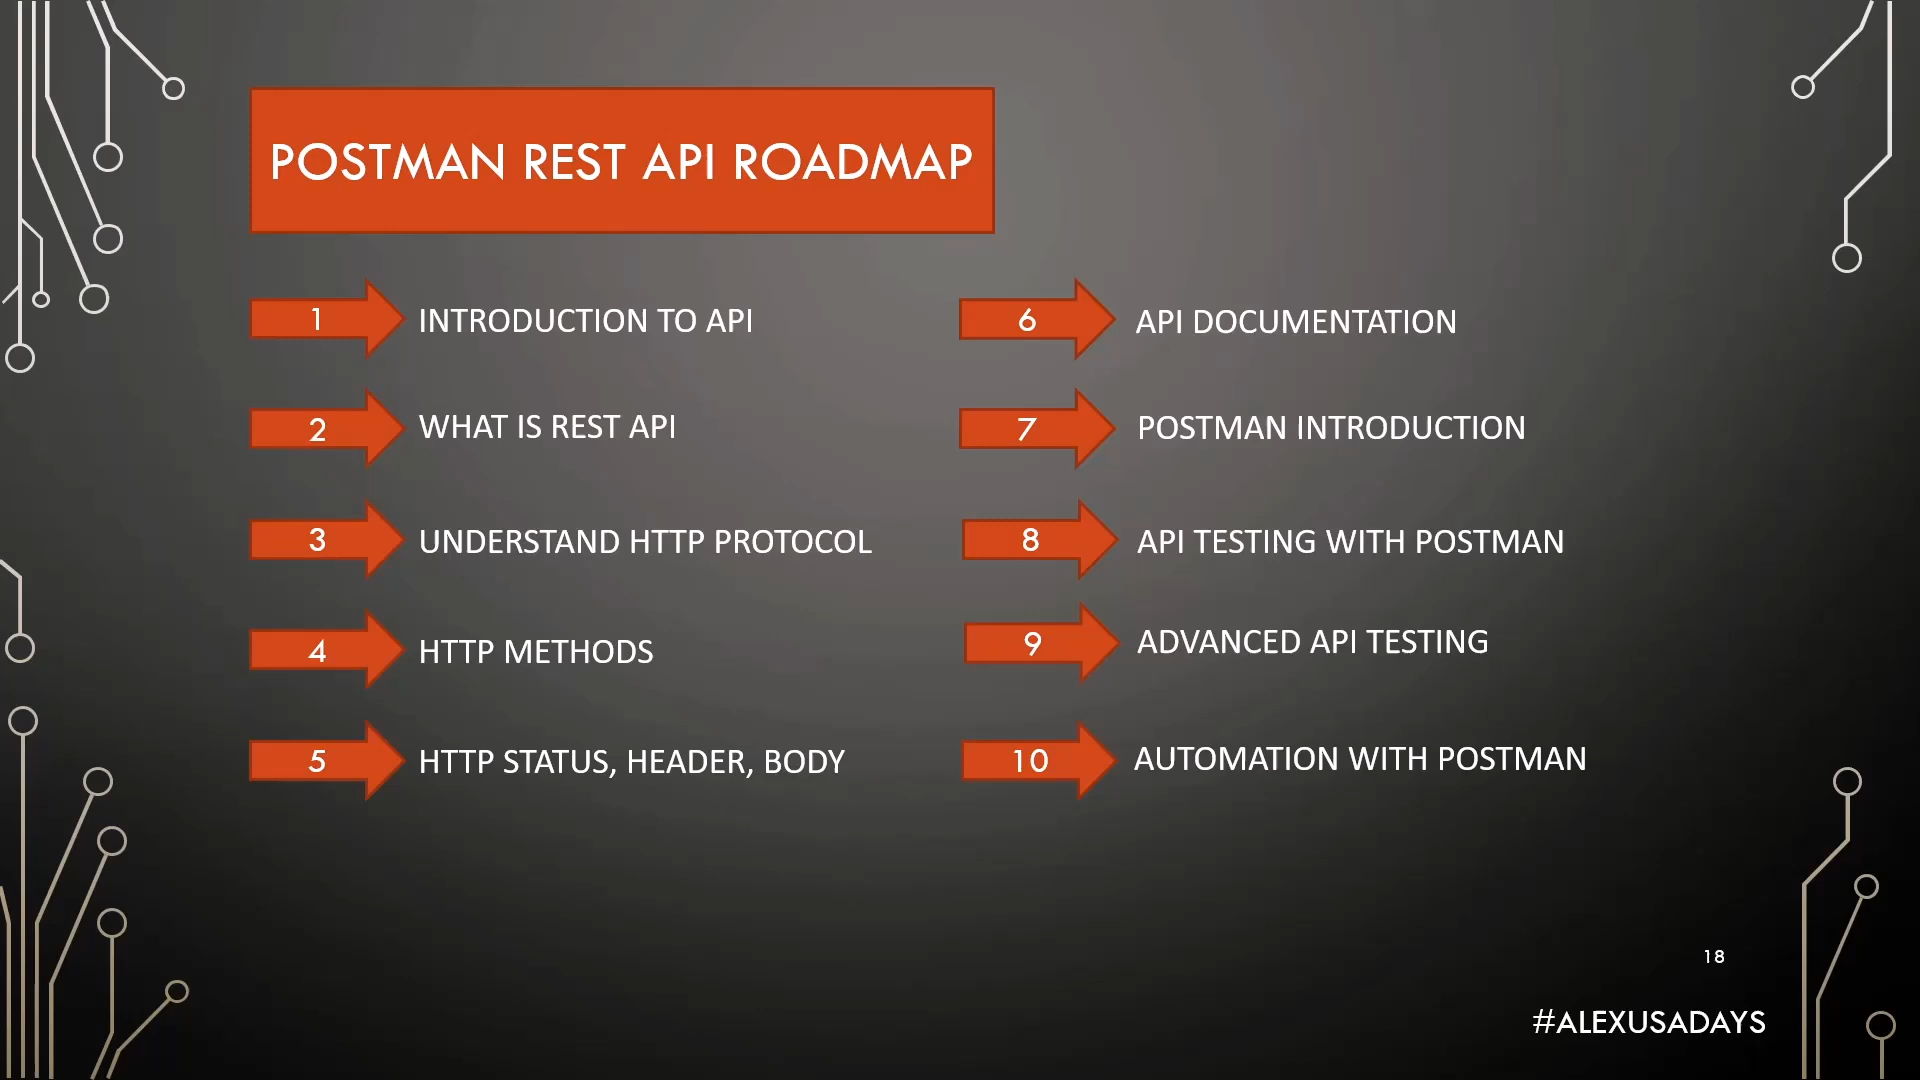 POSTMAN REST API ROADMAP
1 INTRODUCTION TO API
2 WHAT IS REST API
3 UNDERSTAND HTTP PROTOCOL
4 HTTP METHODS
5 HTTP STATUS, HEADER, BODY
6 API DOCUMENTATION
7 POSTMAN INTRODUCTION
8 API TESTING WITH POSTMAN
9 ADVANCED API TESTING
10 AUTOMATION WITH POSTMAN
18
#ALEXUSADAYS